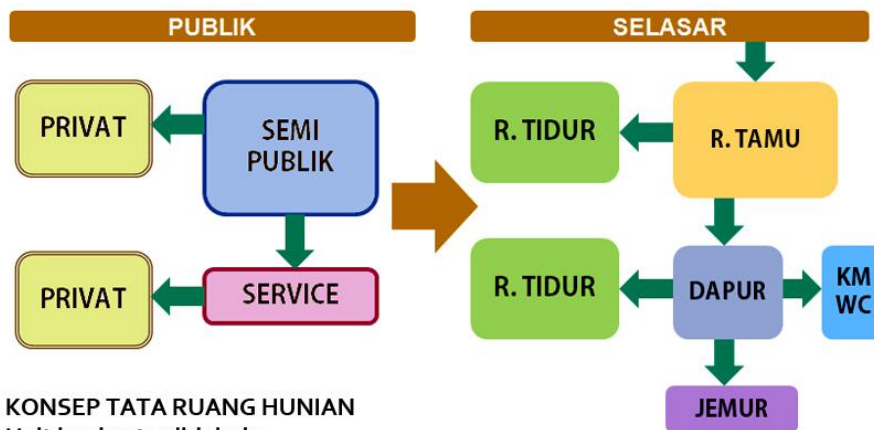 PUBLIK
PRIVAT
SEMI
PUBLIK
PRIVAT
SERVICE
SELASAR
R. TIDUR
R. TAMU
R. TIDUR
DAPUR
KM
WC
JEMUR
KONSEP TATA RUANG HUNIAN